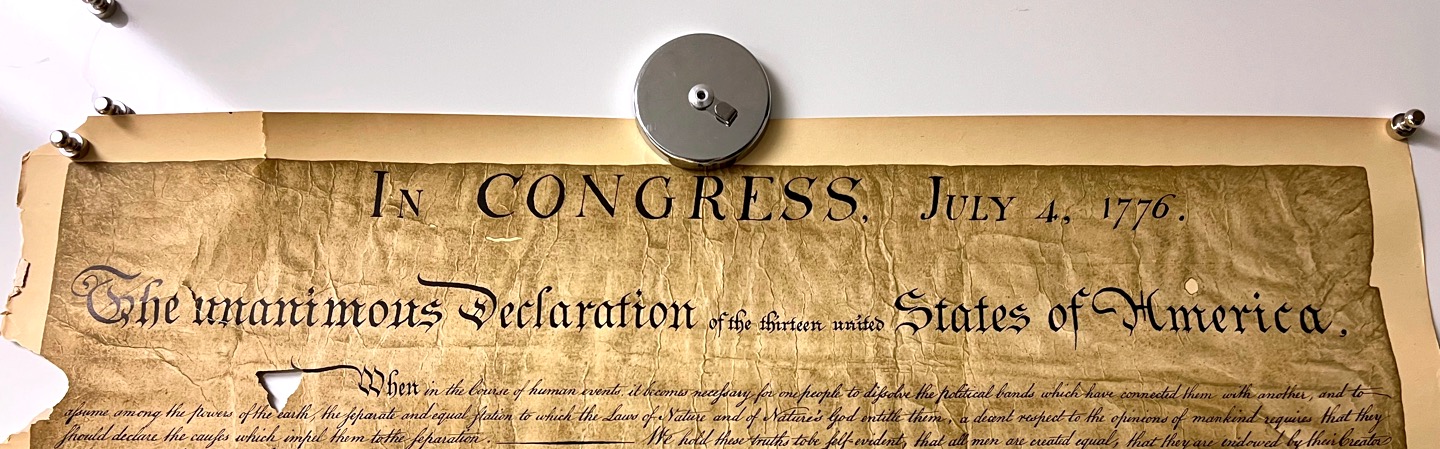 In CONGRESS, July 4, 1776.
The unanimous Declaration of the thirteen united States of America,
When in the Course of human events, it becomes neceſsary for one people to diſsolve the political bands which have connected them with another, and to
aſsume among the powers of the earth, the ſeparate and equal ſtation to which the Laws of Nature and of Nature's God entitle them, a decent respect to the opinions of mankind requires that they
ſhould declare the cauſes which impel them to the ſeparation. We hold these truths to be ſelf-evident, that all men are created equal, that they are endowed by their Creator